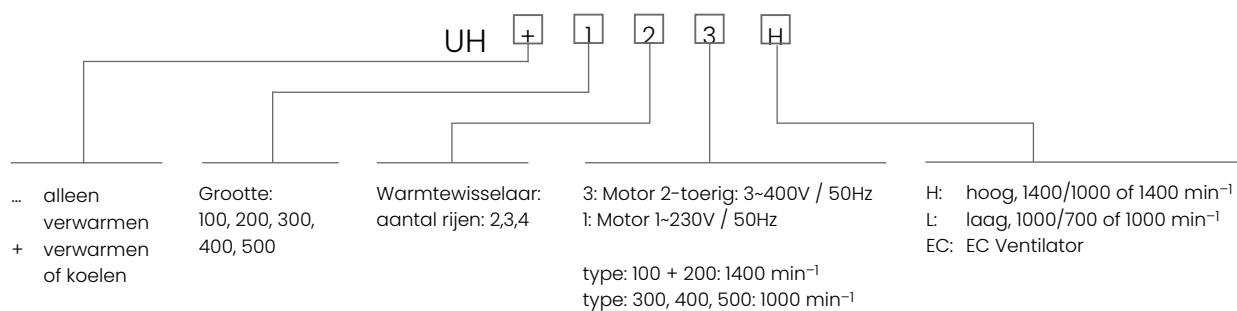 UH + 1 2 3 H
... alleen
verwarmen
+ verwarmen
of koelen
Grootte:
100, 200, 300,
400, 500
Warmtewisselaar:
aantal rijen: 2,3,4
3: Motor 2-toerig: 3~400V / 50Hz
1: Motor 1~230V / 50Hz
type: 100 + 200: 1400 min⁻¹
type: 300, 400, 500: 1000 min⁻¹
H: hoog, 1400/1000 of 1400 min⁻¹
L: laag, 1000/700 of 1000 min⁻¹
EC: EC Ventilator